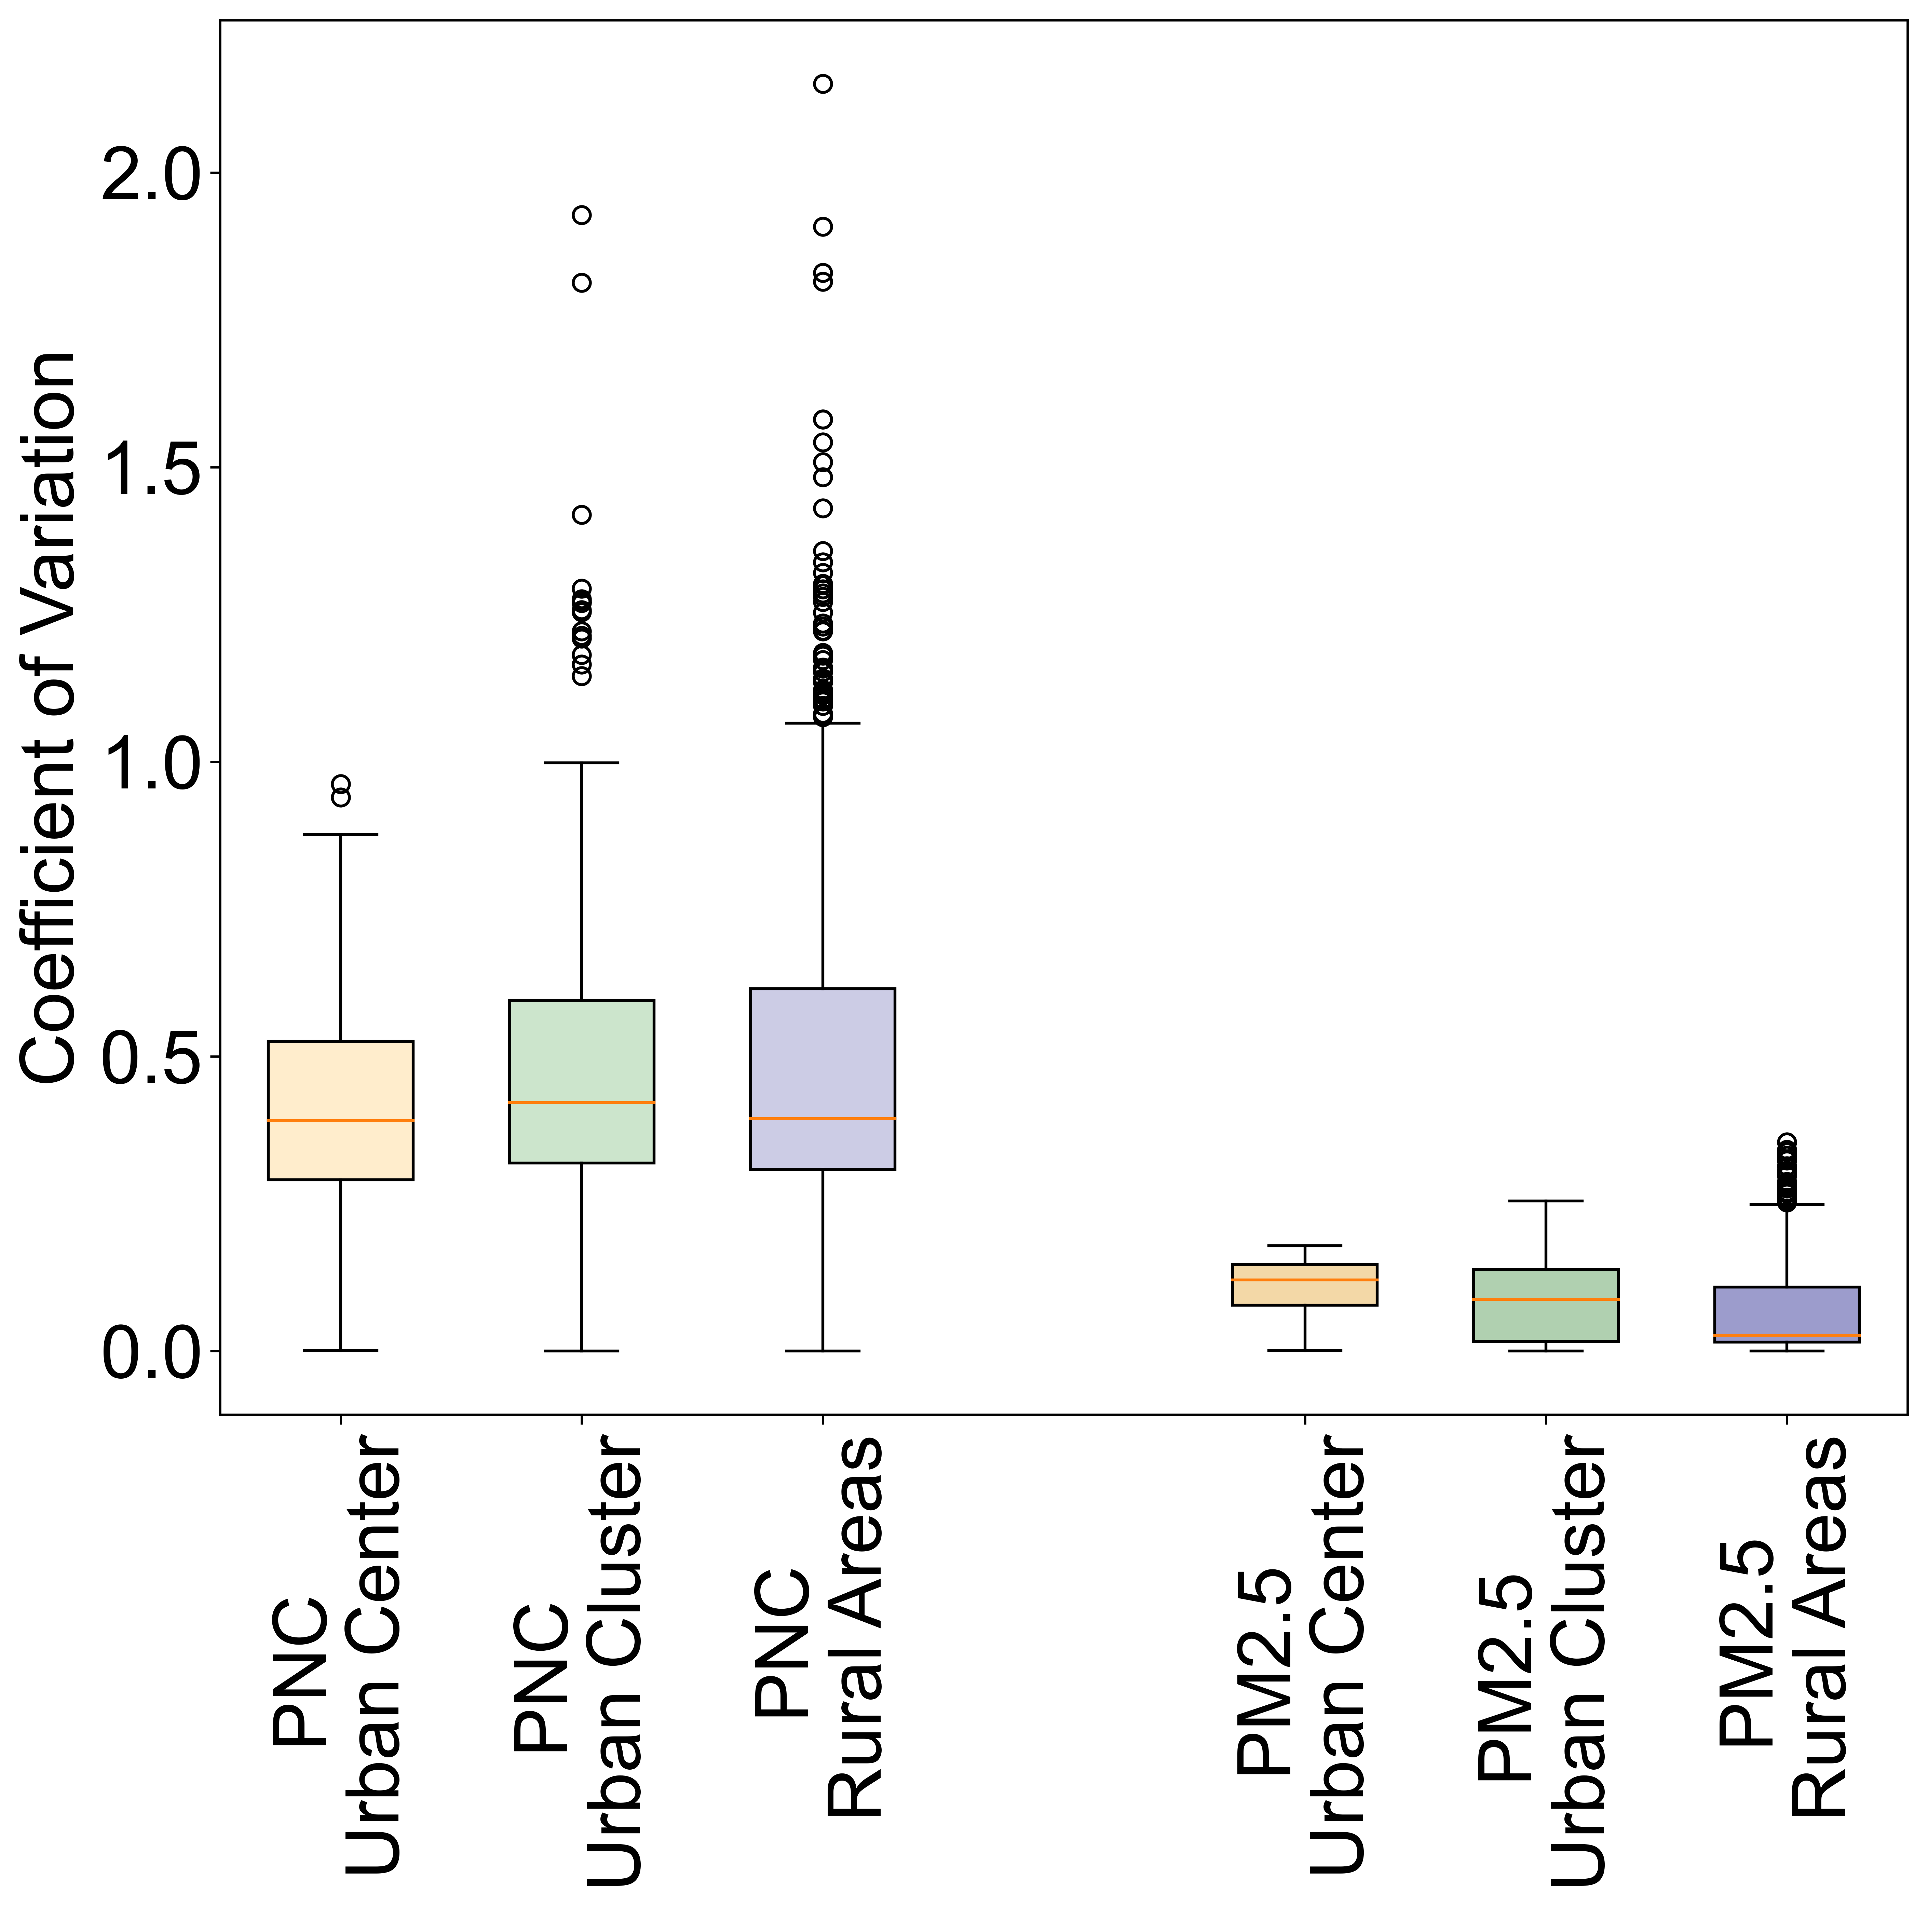 Coefficient of Variation
2.0
1.5
1.0
0.5
0.0
PNC
Urban Center
PNC
Urban Cluster
PNC
Rural Areas
PM2.5
Urban Center
PM2.5
Urban Cluster
PM2.5
Rural Areas